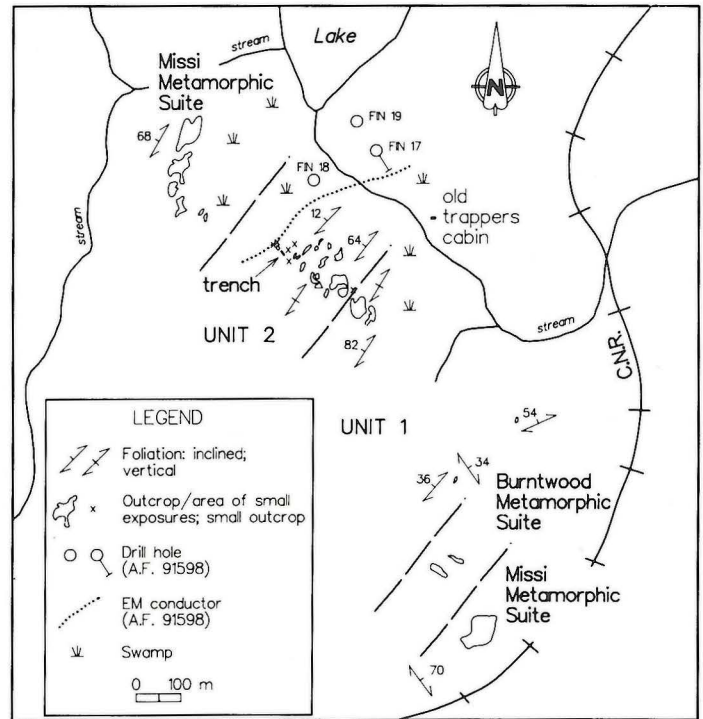 stream
Lake
Missi
Metamorphic
Suite
N
68
FIN 19
FIN 17
FIN 18
old
trappers
cabin
12
64
trench
stream
UNIT 2
82
stream
C.N.R.
UNIT 1
54
36
34
Burntwood
Metamorphic
Suite
Missi
Metamorphic
Suite
70
LEGEND
Foliation: inclined;
vertical
Outcrop/area of small
exposures; small outcrop
Drill hole
(A.F. 91598)
EM conductor
(A.F. 91598)
Swamp
0 100 m